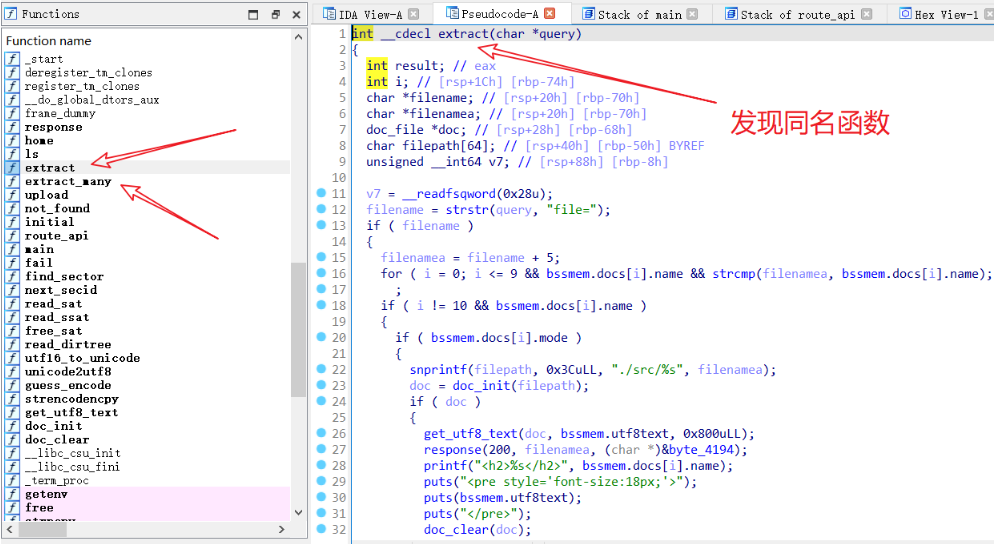 Functions
Function name
_start
deregister_tm_clones
register_tm_clones
__do_global_dtors_aux
frame_dummy
response
home
ls
extract
extract_many
upload
not_found
initial
route_api
main
fail
find_sector
next_secid
read_sat
read_ssat
free_sat
read_dirtree
utf16_to_unicode
unicode2utf8
guess_encode
strencodencpy
get_utf8_text
doc_init
doc_clear
__libc_csu_init
__libc_csu_fini
_term_proc
getenv
free
IDA View-A Pseudocode-A Stack of main Stack of route_api Hex View-1
1 int __cdecl extract(char *query)
2 {
3 int result; // eax
4 int i; // [rsp+1Ch] [rbp-74h]
5 char *filename; // [rsp+20h] [rbp-70h]
6 char *filenamea; // [rsp+20h] [rbp-70h]
7 doc_file *doc; // [rsp+28h] [rbp-68h]
8 char filepath[64]; // [rsp+40h] [rbp-50h] BYREF
9 unsigned __int64 v7; // [rsp+88h] [rbp-8h]
10
11 v7 = __readfsqword(0x28u);
12 filename = strstr(query, "file=");
13 if ( filename )
14 {
15 filenamea = filename + 5;
16 for ( i = 0; i <= 9 && bssmem.docs[i].name && strcmp(filenamea, bssmem.docs[i].name);
17 ;
18 if ( i != 10 && bssmem.docs[i].name )
19 {
20 if ( bssmem.docs[i].mode )
21 {
22 snprintf(filepath, 0x3CuLL, "./src/%s", filenamea);
23 doc = doc_init(filepath);
24 if ( doc )
25 {
26 get_utf8_text(doc, bssmem.utf8text, 0x800uLL);
27 response(200, filenamea, (char *)&byte_4194);
28 printf("<h2>%s</h2>", bssmem.docs[i].name);
29 puts("<pre style='font-size:18px;'>");
30 puts(bssmem.utf8text);
31 puts("</pre>");
32 doc_clear(doc);
发现同名函数